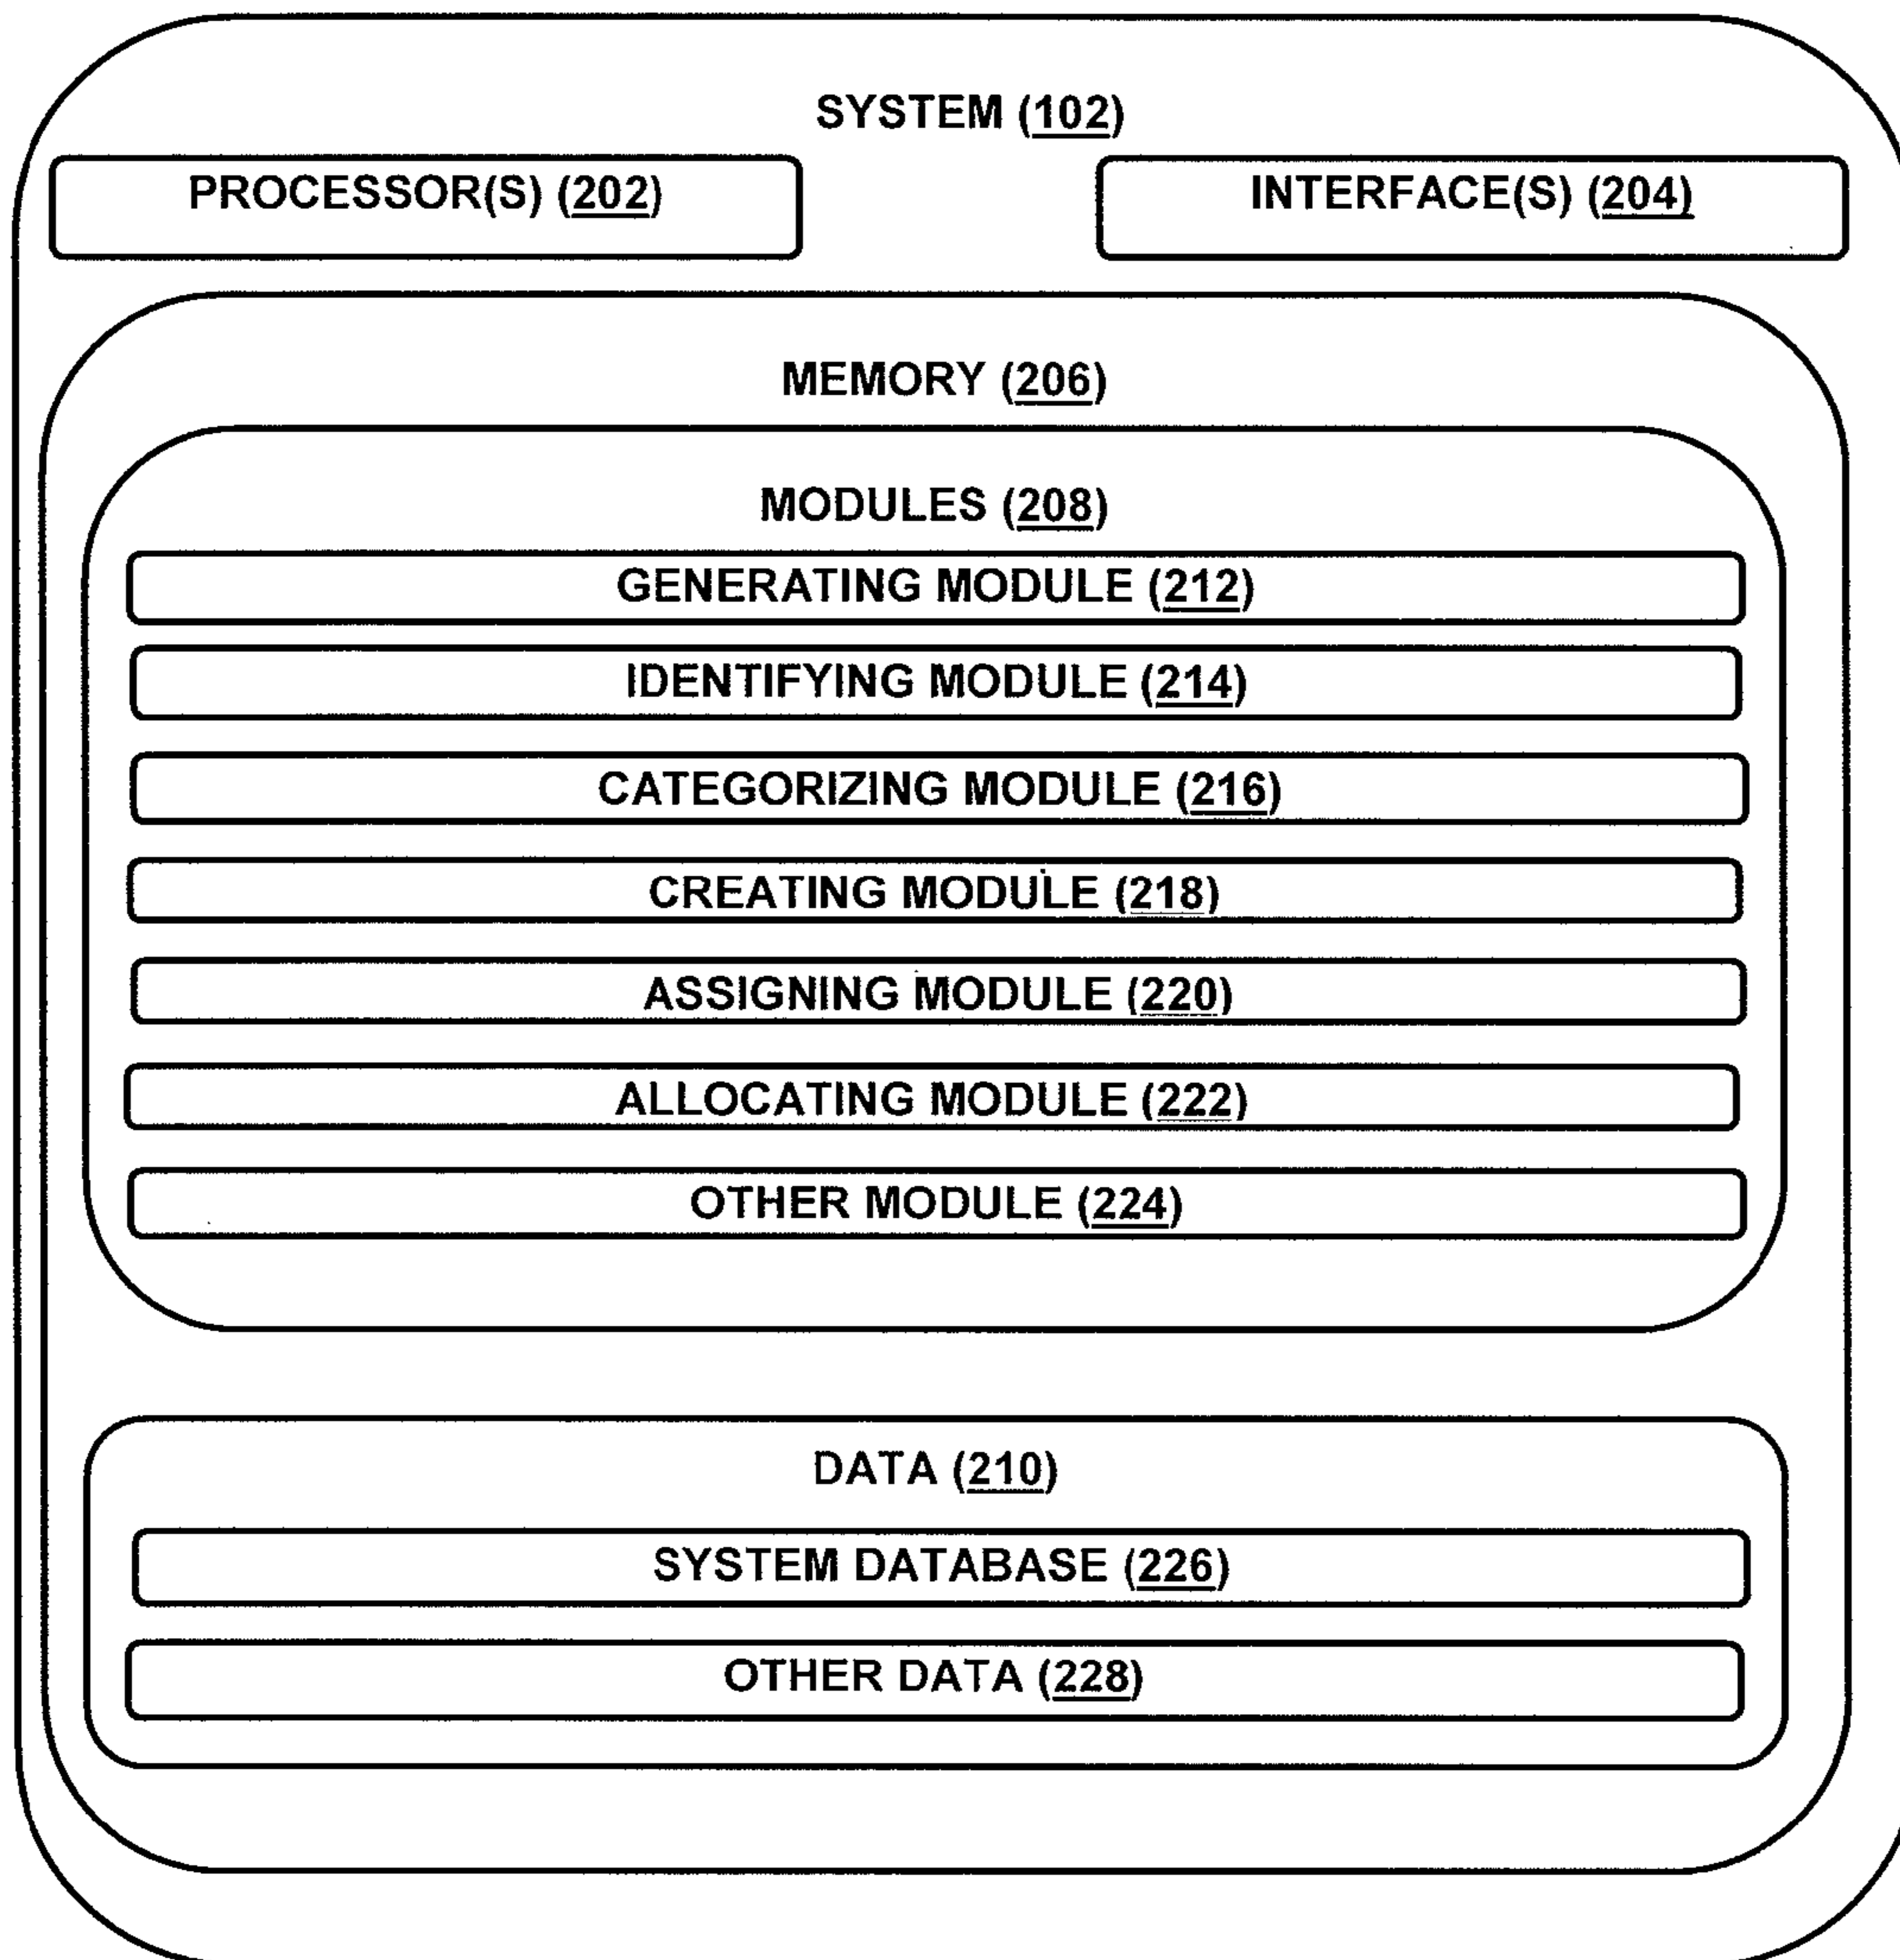 SYSTEM (102)
PROCESSOR(S) (202)
INTERFACE(S) (204)
MEMORY (206)
MODULES (208)
GENERATING MODULE (212)
IDENTIFYING MODULE (214)
CATEGORIZING MODULE (216)
CREATING MODULE (218)
ASSIGNING MODULE (220)
ALLOCATING MODULE (222)
OTHER MODULE (224)
DATA (210)
SYSTEM DATABASE (226)
OTHER DATA (228)